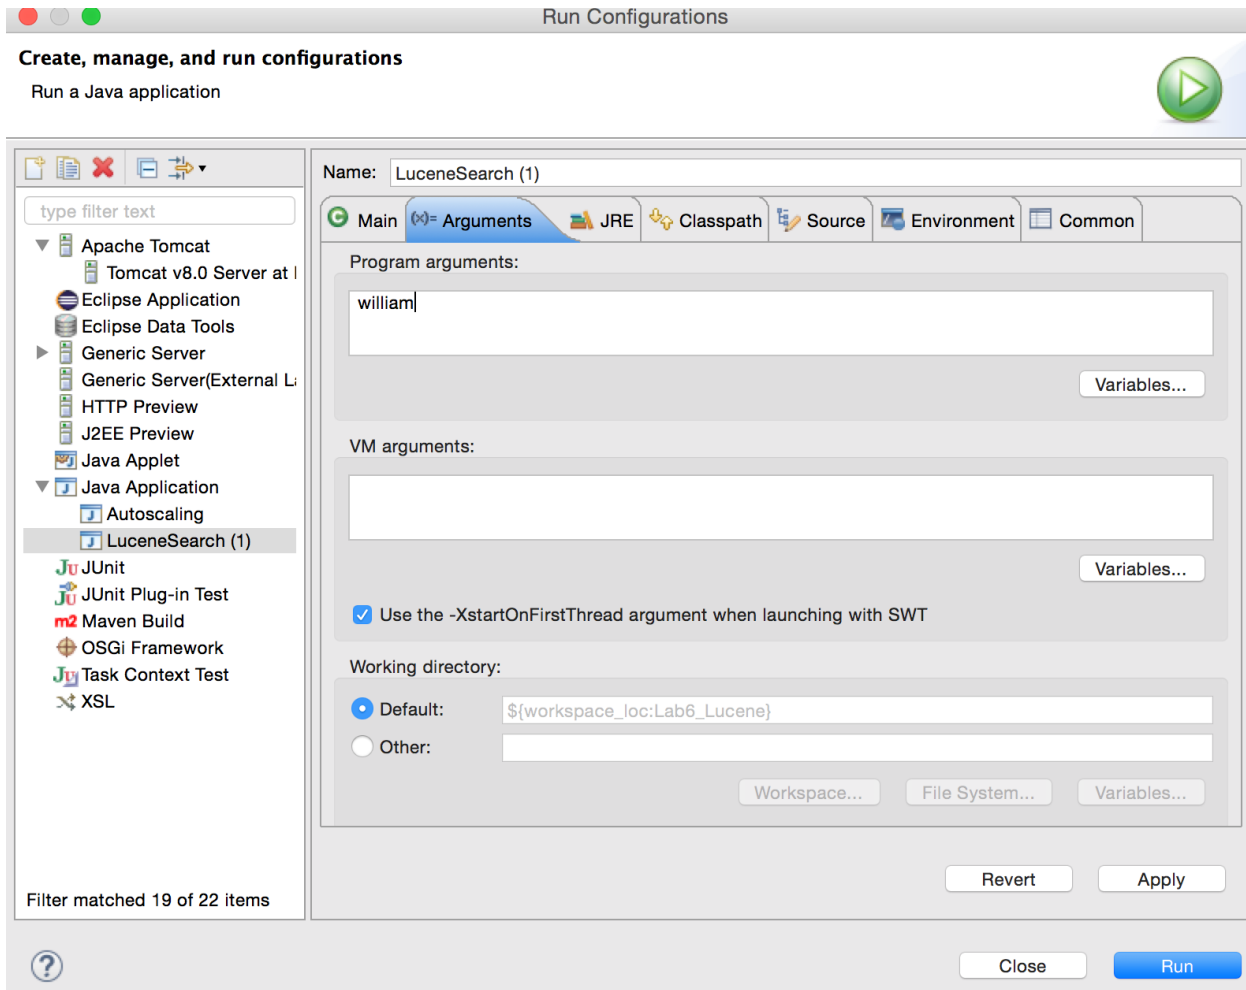 Run Configurations
Create, manage, and run configurations
Run a Java application
type filter text
Apache Tomcat
Tomcat v8.0 Server at l
Eclipse Application
Eclipse Data Tools
Generic Server
Generic Server(External La
HTTP Preview
J2EE Preview
Java Applet
Java Application
Autoscaling
LuceneSearch (1)
JUnit
JUnit Plug-in Test
Maven Build
OSGi Framework
Task Context Test
XSL
Filter matched 19 of 22 items
Name: LuceneSearch (1)
Main (x)= Arguments JRE Classpath Source Environment Common
Program arguments:
william
Variables...
VM arguments:
Variables...
Use the -XstartOnFirstThread argument when launching with SWT
Working directory:
Default: ${workspace_loc:Lab6_Lucene}
Other:
Workspace... File System... Variables...
Revert Apply
Close Run